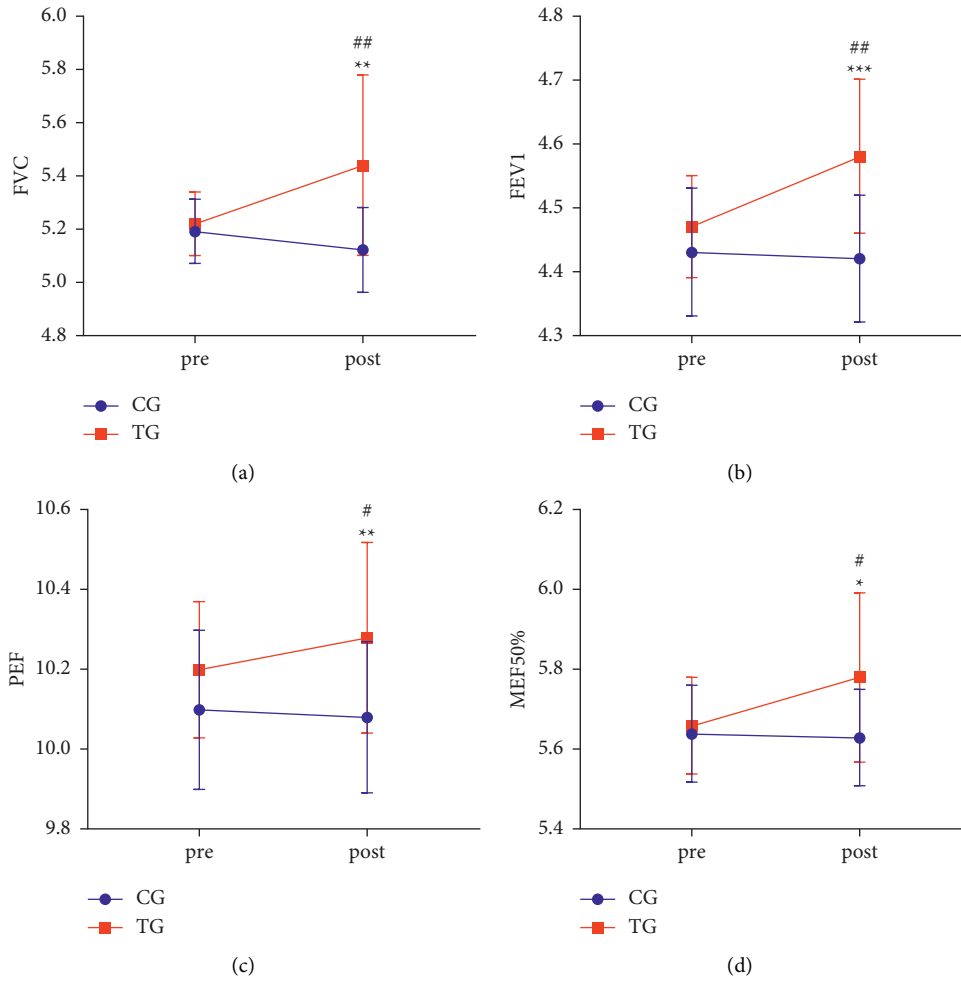 6.0
5.8
5.6
5.4
5.2
5.0
4.8
FVC
##
**
pre post
CG
TG
(a)
4.8
4.7
4.6
4.5
4.4
4.3
FEV1
##
***
pre post
CG
TG
(b)
10.6
10.4
10.2
10.0
9.8
PEF
#
**
pre post
CG
TG
(c)
6.2
6.0
5.8
5.6
5.4
MEF50%
#
*
pre post
CG
TG
(d)